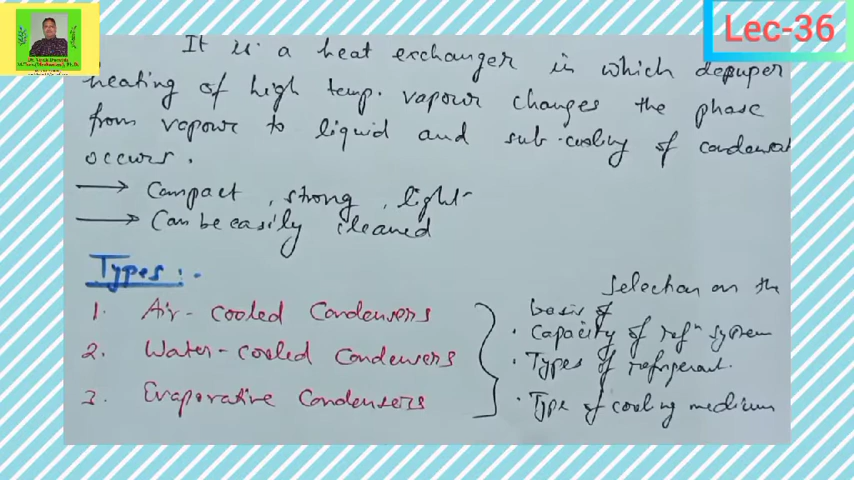 Lec-36
It is a heat exchanger in which depuper
heating of high temp. vapour changes the phase
from vapour to liquid and sub-cooling of condensat
occurs.
→ Compact, strong, light
→ Can be easily cleaned
Types:-
1. Air-cooled Condensers
2. Water-cooled Condensers
3. Evaporative Condensers
Selection on the
basis of
• Capacity of refⁿ system
• Types of refrigerant.
• Type of cooling medium